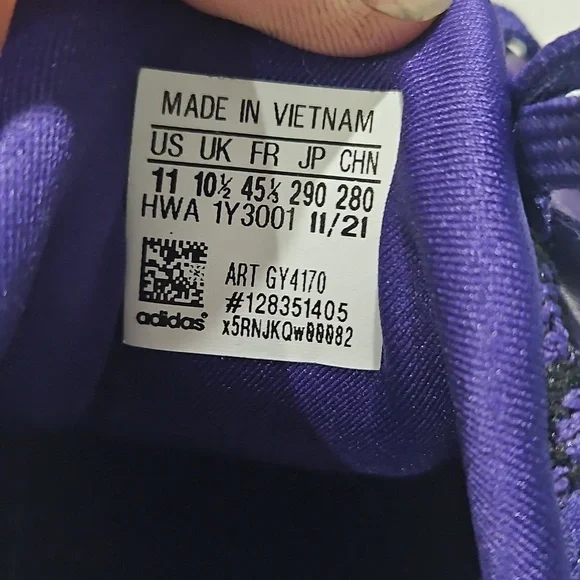 MADE IN VIETNAM
US UK FR JP CHN
11 10½ 45⅓ 290 280
HWA 1Y3001 11/21
ART GY4170
#128351405
adidas®
x5RNJKQw00082